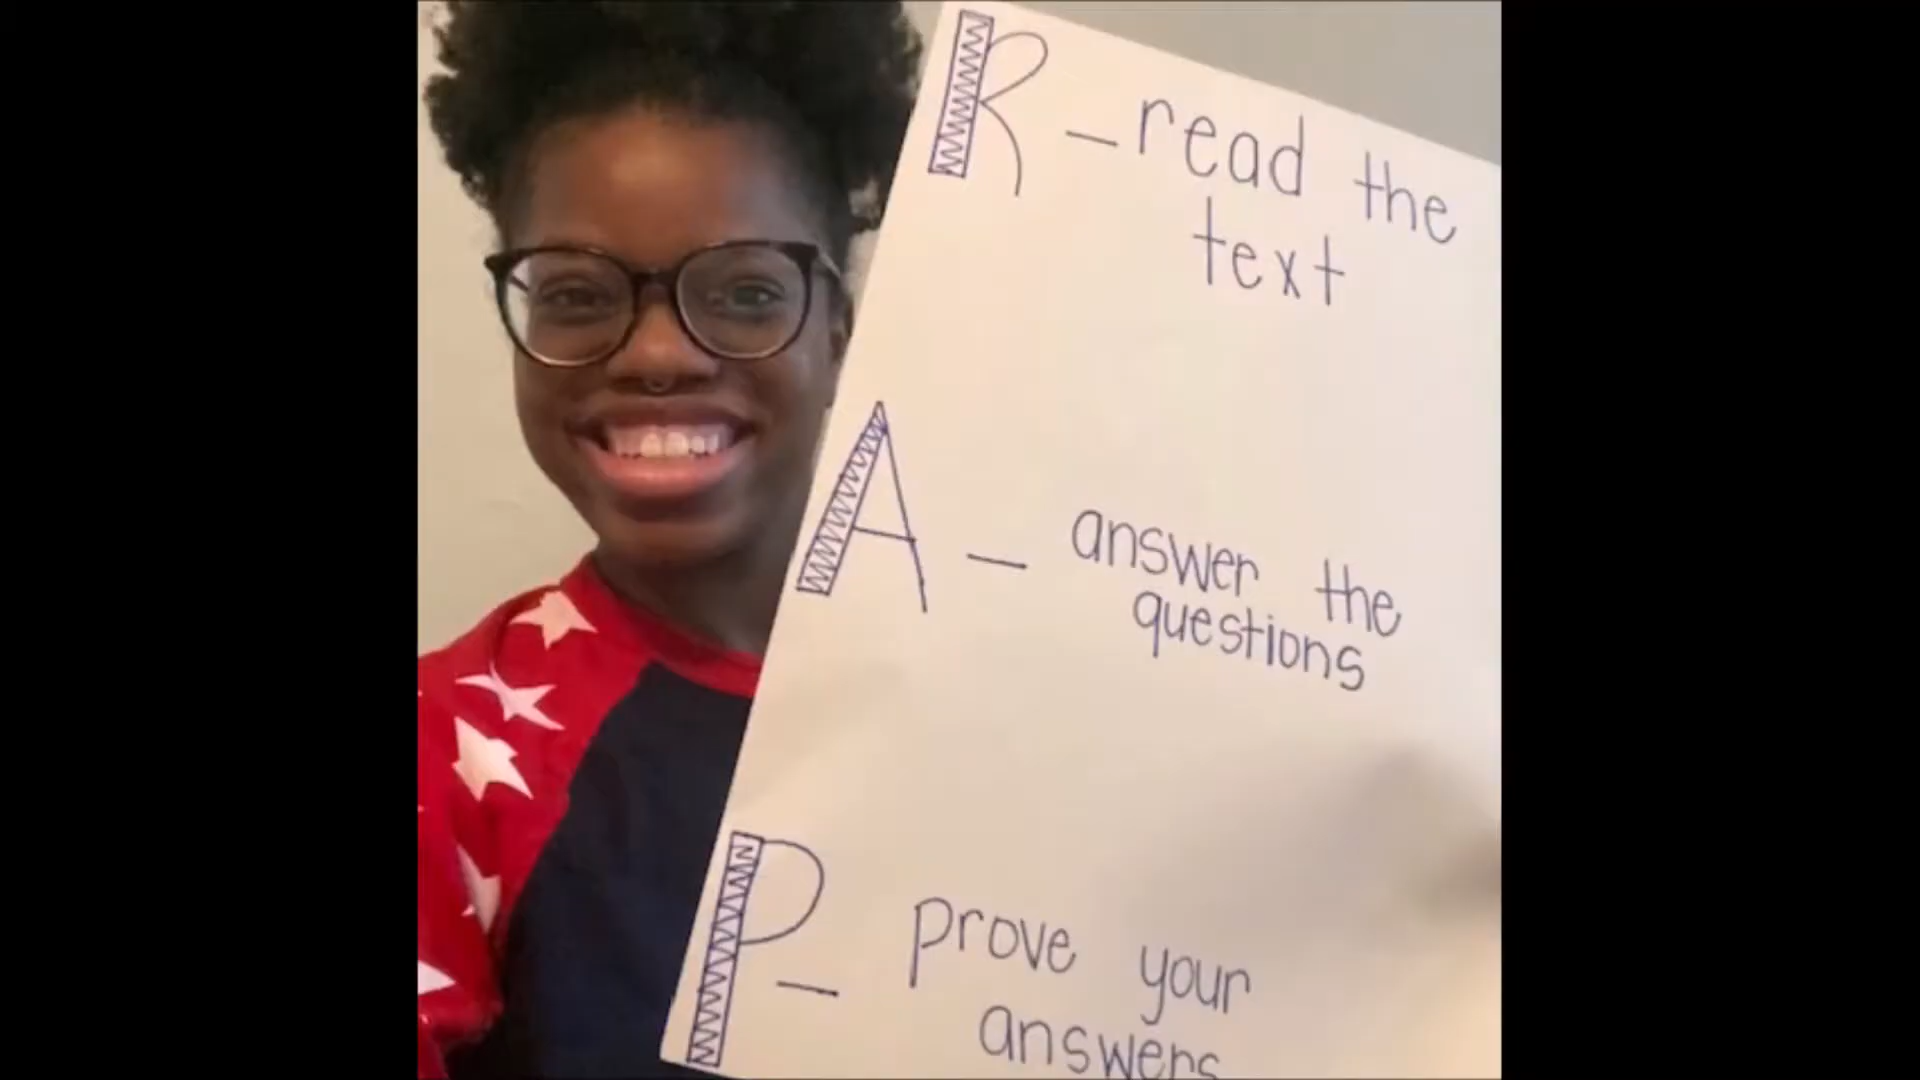 R - read the
text
A - answer the
questions
P - prove your
answers